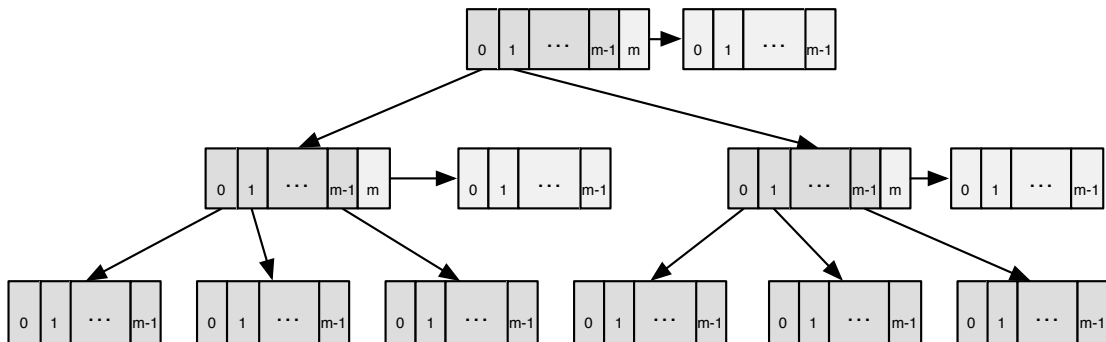 0 1 ... m-1 m 0 1 ... m-1
0 1 ... m-1 m 0 1 ... m-1 0 1 ... m-1 m 0 1 ... m-1
0 1 ... m-1 0 1 ... m-1 0 1 ... m-1 0 1 ... m-1 0 1 ... m-1 0 1 ... m-1